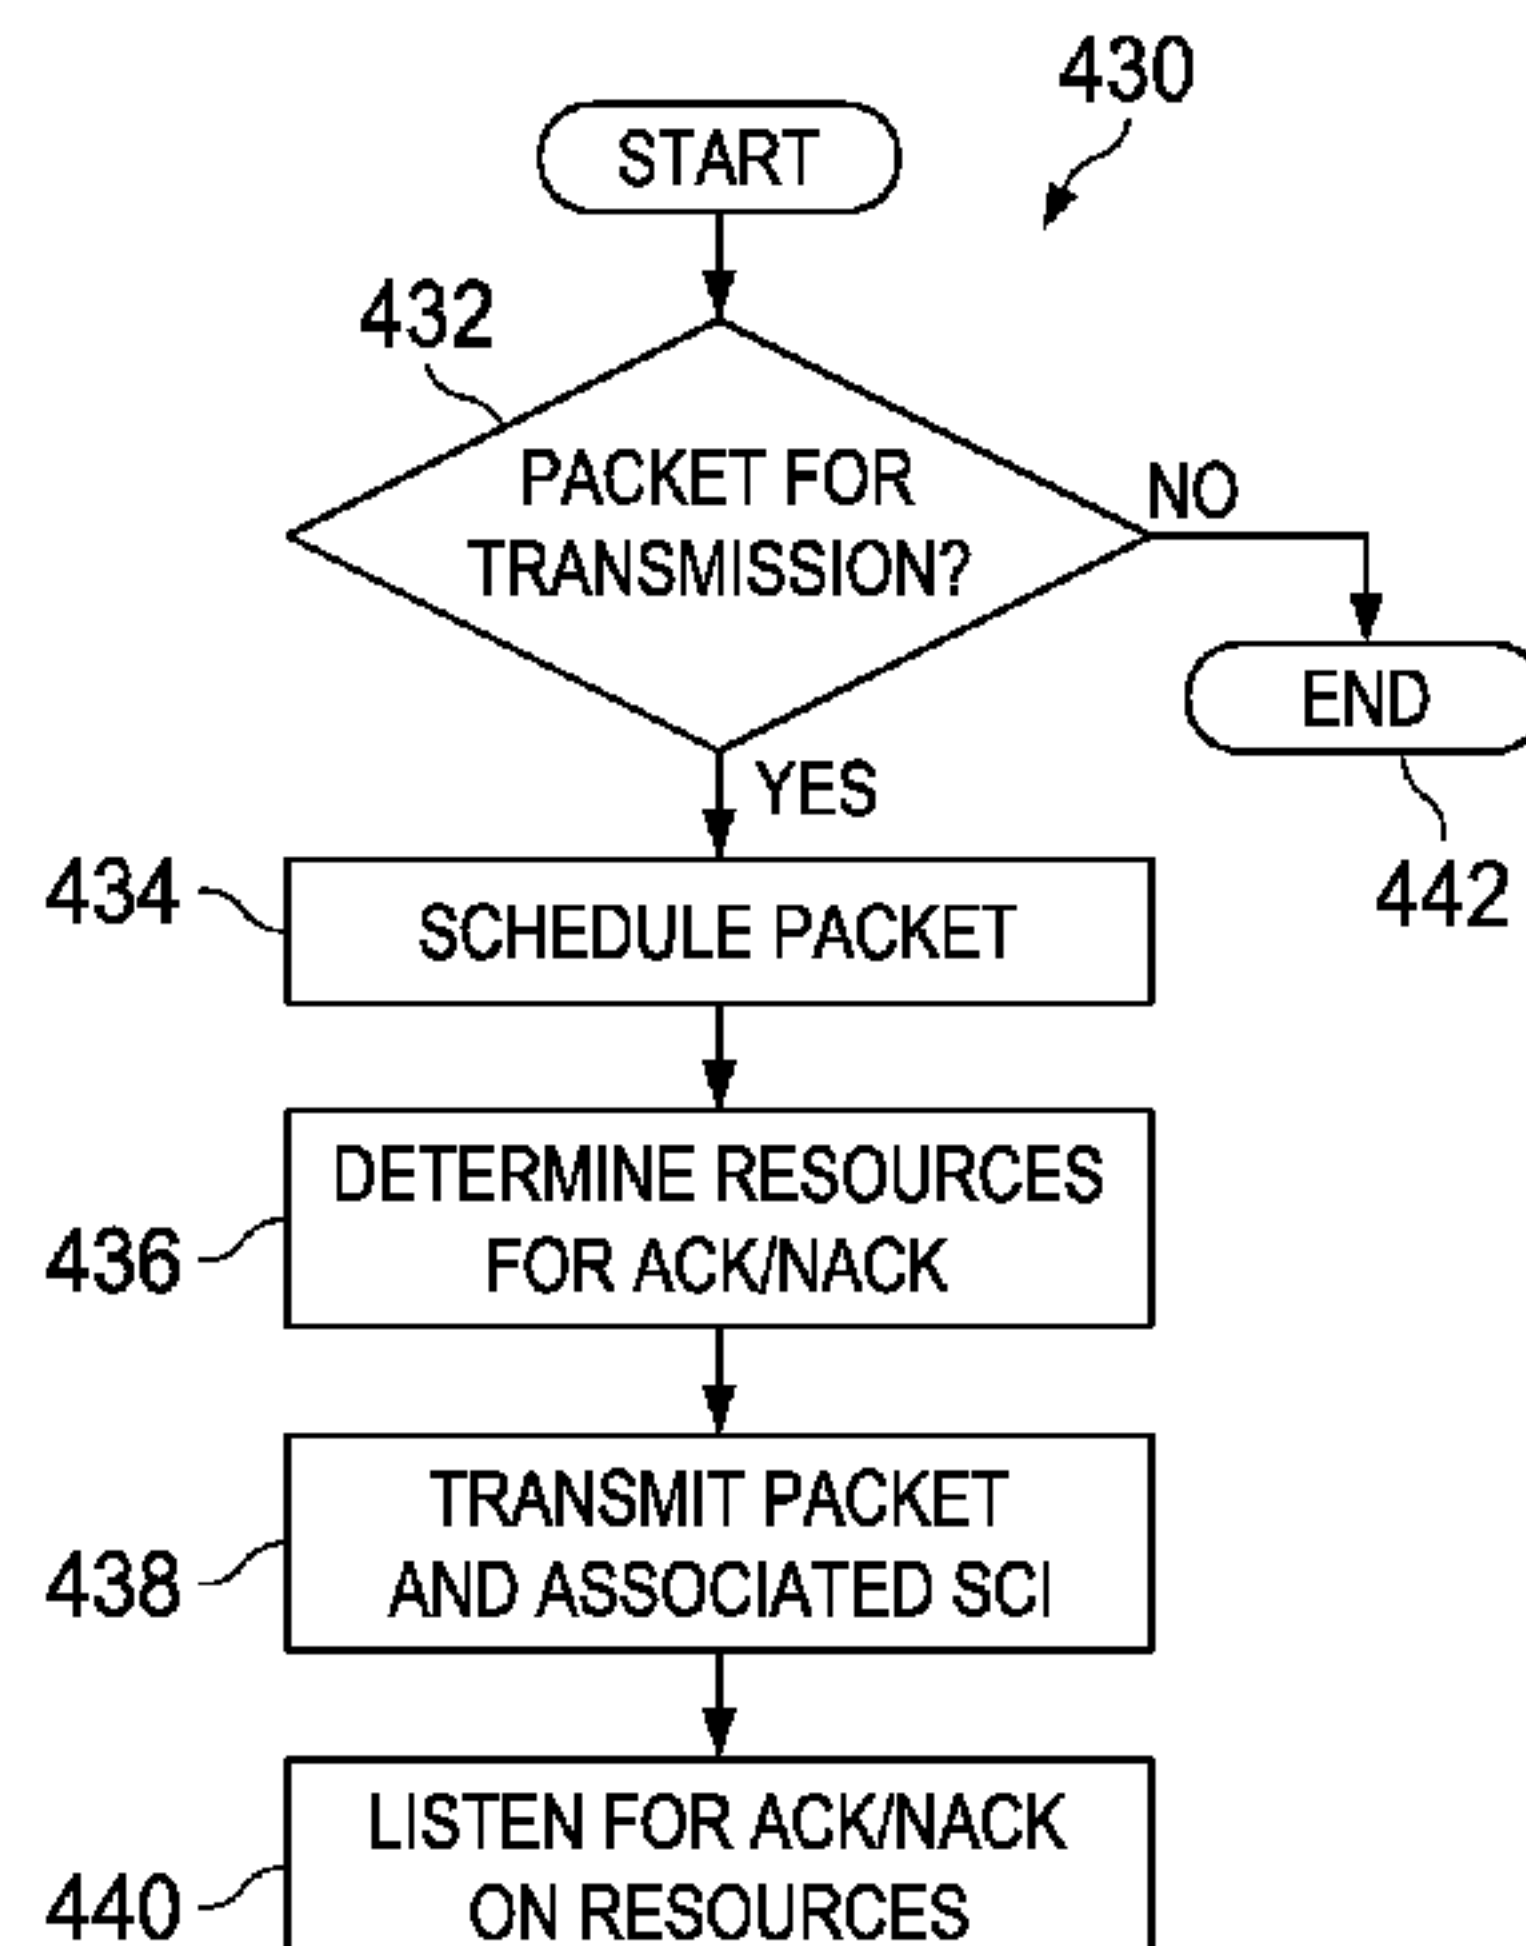 430
START
432
PACKET FOR
TRANSMISSION?
NO
END
YES
442
434
SCHEDULE PACKET
DETERMINE RESOURCES
FOR ACK/NACK
436
TRANSMIT PACKET
AND ASSOCIATED SCI
438
LISTEN FOR ACK/NACK
ON RESOURCES
440